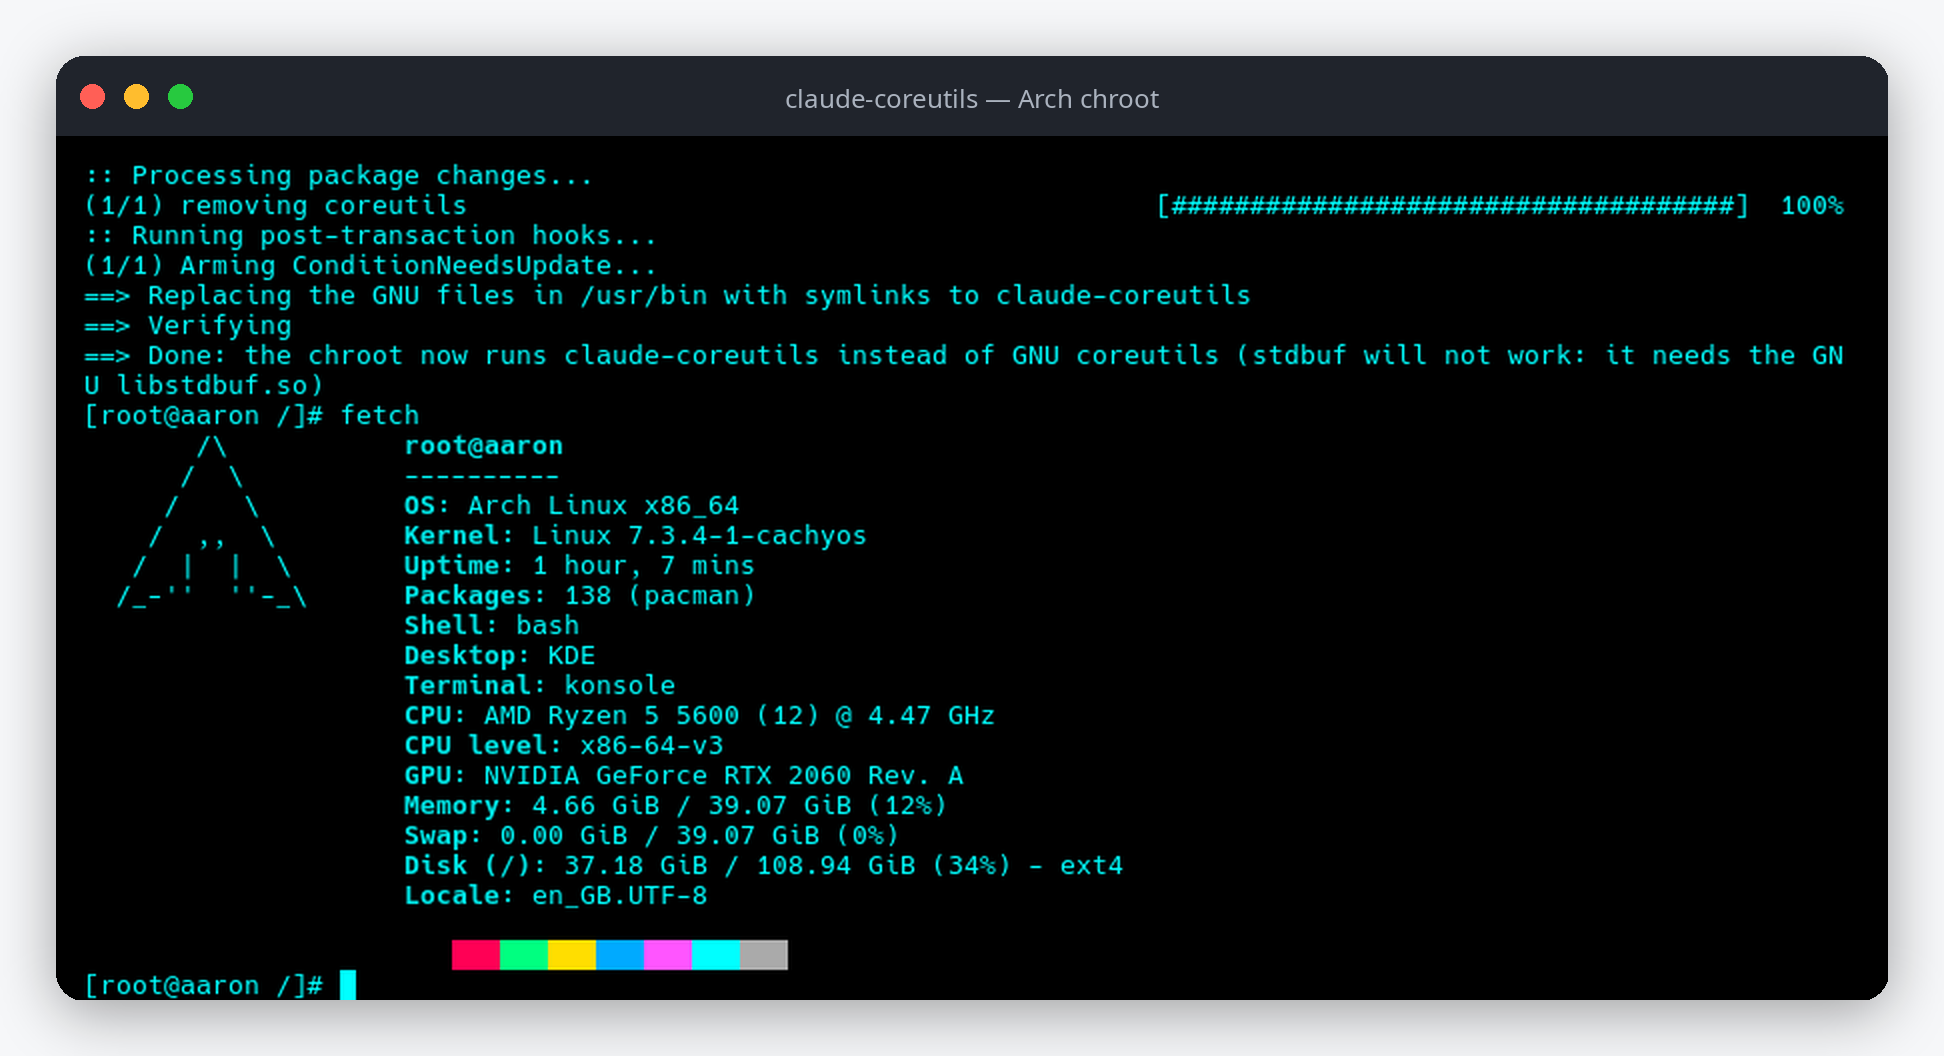 claude-coreutils — Arch chroot
:: Processing package changes...
(1/1) removing coreutils [###################################] 100%
:: Running post-transaction hooks...
(1/1) Arming ConditionNeedsUpdate...
==> Replacing the GNU files in /usr/bin with symlinks to claude-coreutils
==> Verifying
==> Done: the chroot now runs claude-coreutils instead of GNU coreutils (stdbuf will not work: it needs the GN
U libstdbuf.so)
[root@aaron /]# fetch
/\ root@aaron
/  \ ----------
/    \ OS: Arch Linux x86_64
/  ,,  \ Kernel: Linux 7.3.4-1-cachyos
/  |  |  \ Uptime: 1 hour, 7 mins
/_-''  ''-_\ Packages: 138 (pacman)
Shell: bash
Desktop: KDE
Terminal: konsole
CPU: AMD Ryzen 5 5600 (12) @ 4.47 GHz
CPU level: x86-64-v3
GPU: NVIDIA GeForce RTX 2060 Rev. A
Memory: 4.66 GiB / 39.07 GiB (12%)
Swap: 0.00 GiB / 39.07 GiB (0%)
Disk (/): 37.18 GiB / 108.94 GiB (34%) - ext4
Locale: en_GB.UTF-8
[root@aaron /]#